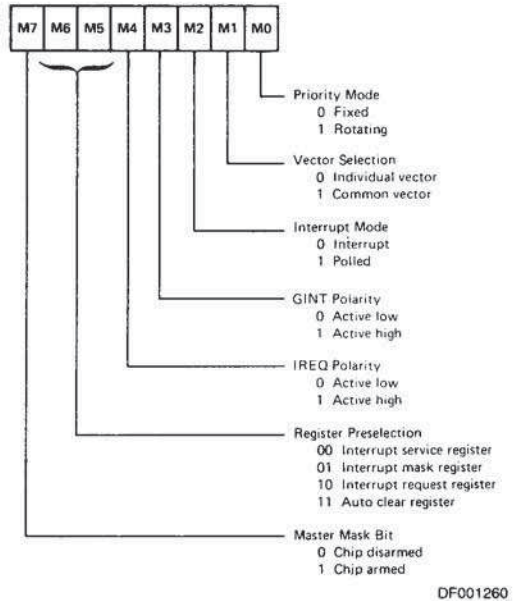 M7 M6 M5 M4 M3 M2 M1 M0
Priority Mode
0 Fixed
1 Rotating
Vector Selection
0 Individual vector
1 Common vector
Interrupt Mode
0 Interrupt
1 Polled
GINT Polarity
0 Active low
1 Active high
IREQ Polarity
0 Active low
1 Active high
Register Preselection
00 Interrupt service register
01 Interrupt mask register
10 Interrupt request register
11 Auto clear register
Master Mask Bit
0 Chip disarmed
1 Chip armed
DF001260